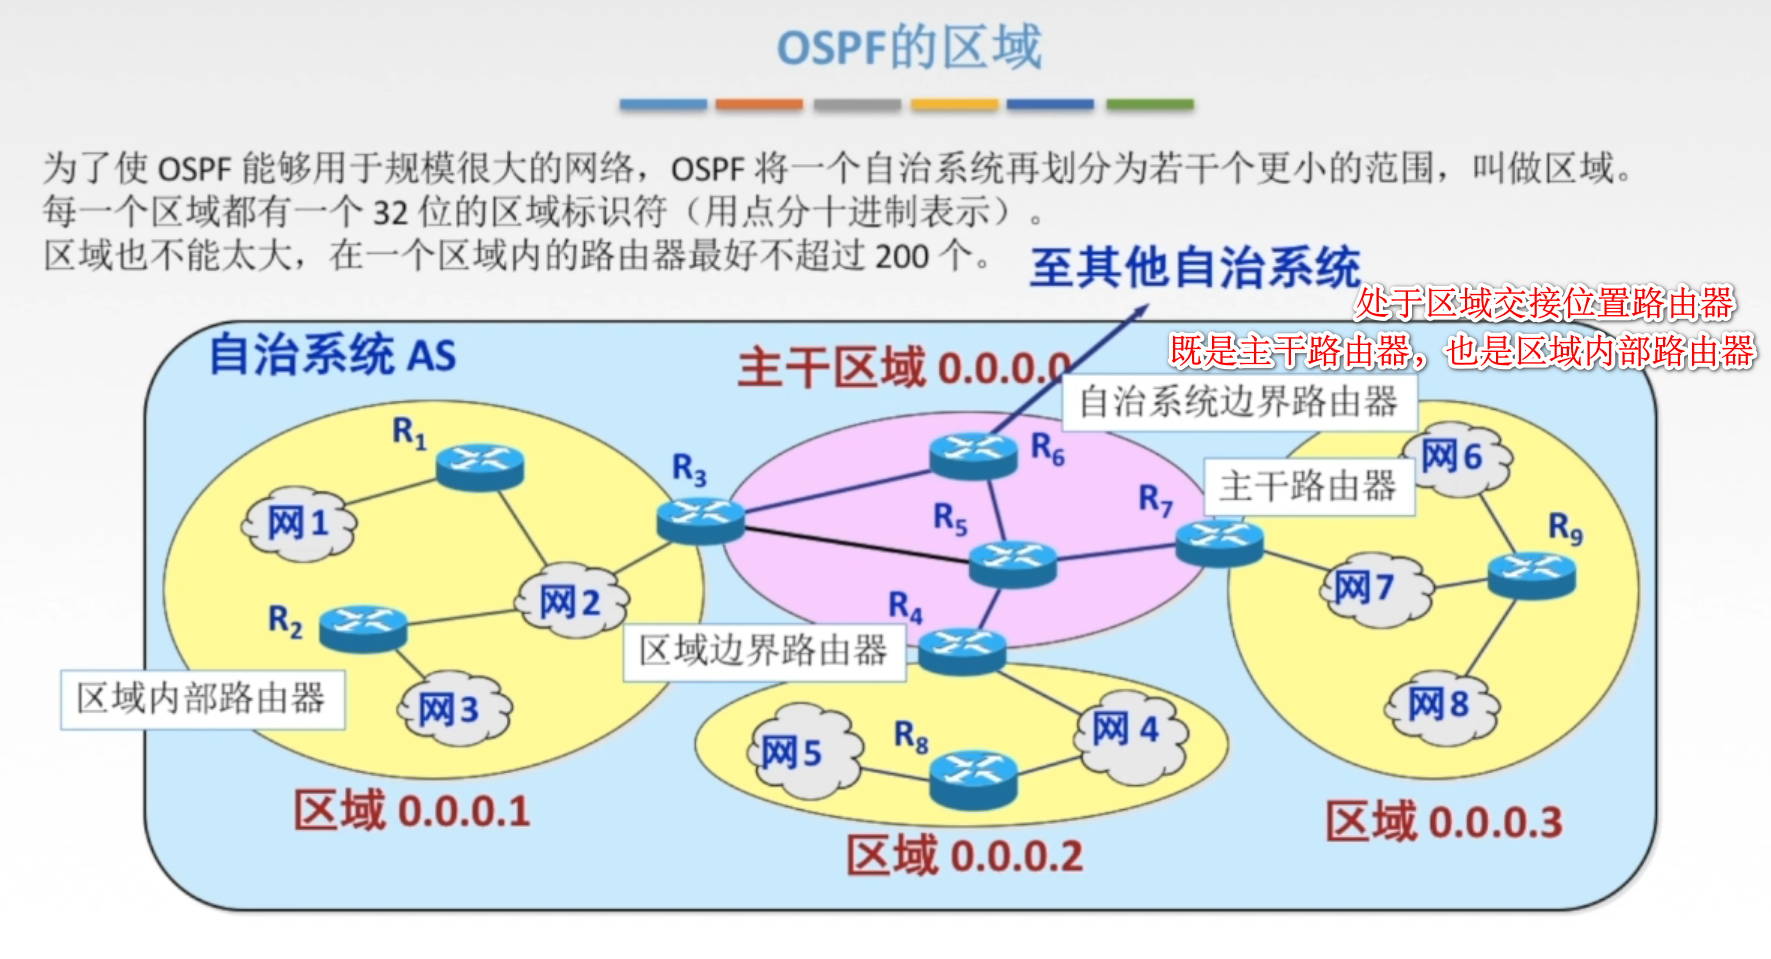 OSPF的区域
为了使 OSPF 能够用于规模很大的网络，OSPF 将一个自治系统再划分为若干个更小的范围，叫做区域。
每一个区域都有一个 32 位的区域标识符（用点分十进制表示）。
区域也不能太大，在一个区域内的路由器最好不超过 200 个。
至其他自治系统
处于区域交接位置路由器
既是主干路由器，也是区域内部路由器
自治系统 AS
主干区域 0.0.0.0
自治系统边界路由器
R1
R3
R6
网6
主干路由器
R7
网1
R5
R9
网2
网7
R2
R4
区域边界路由器
区域内部路由器
网3
网8
网5
R8
网4
区域 0.0.0.1
区域 0.0.0.2
区域 0.0.0.3